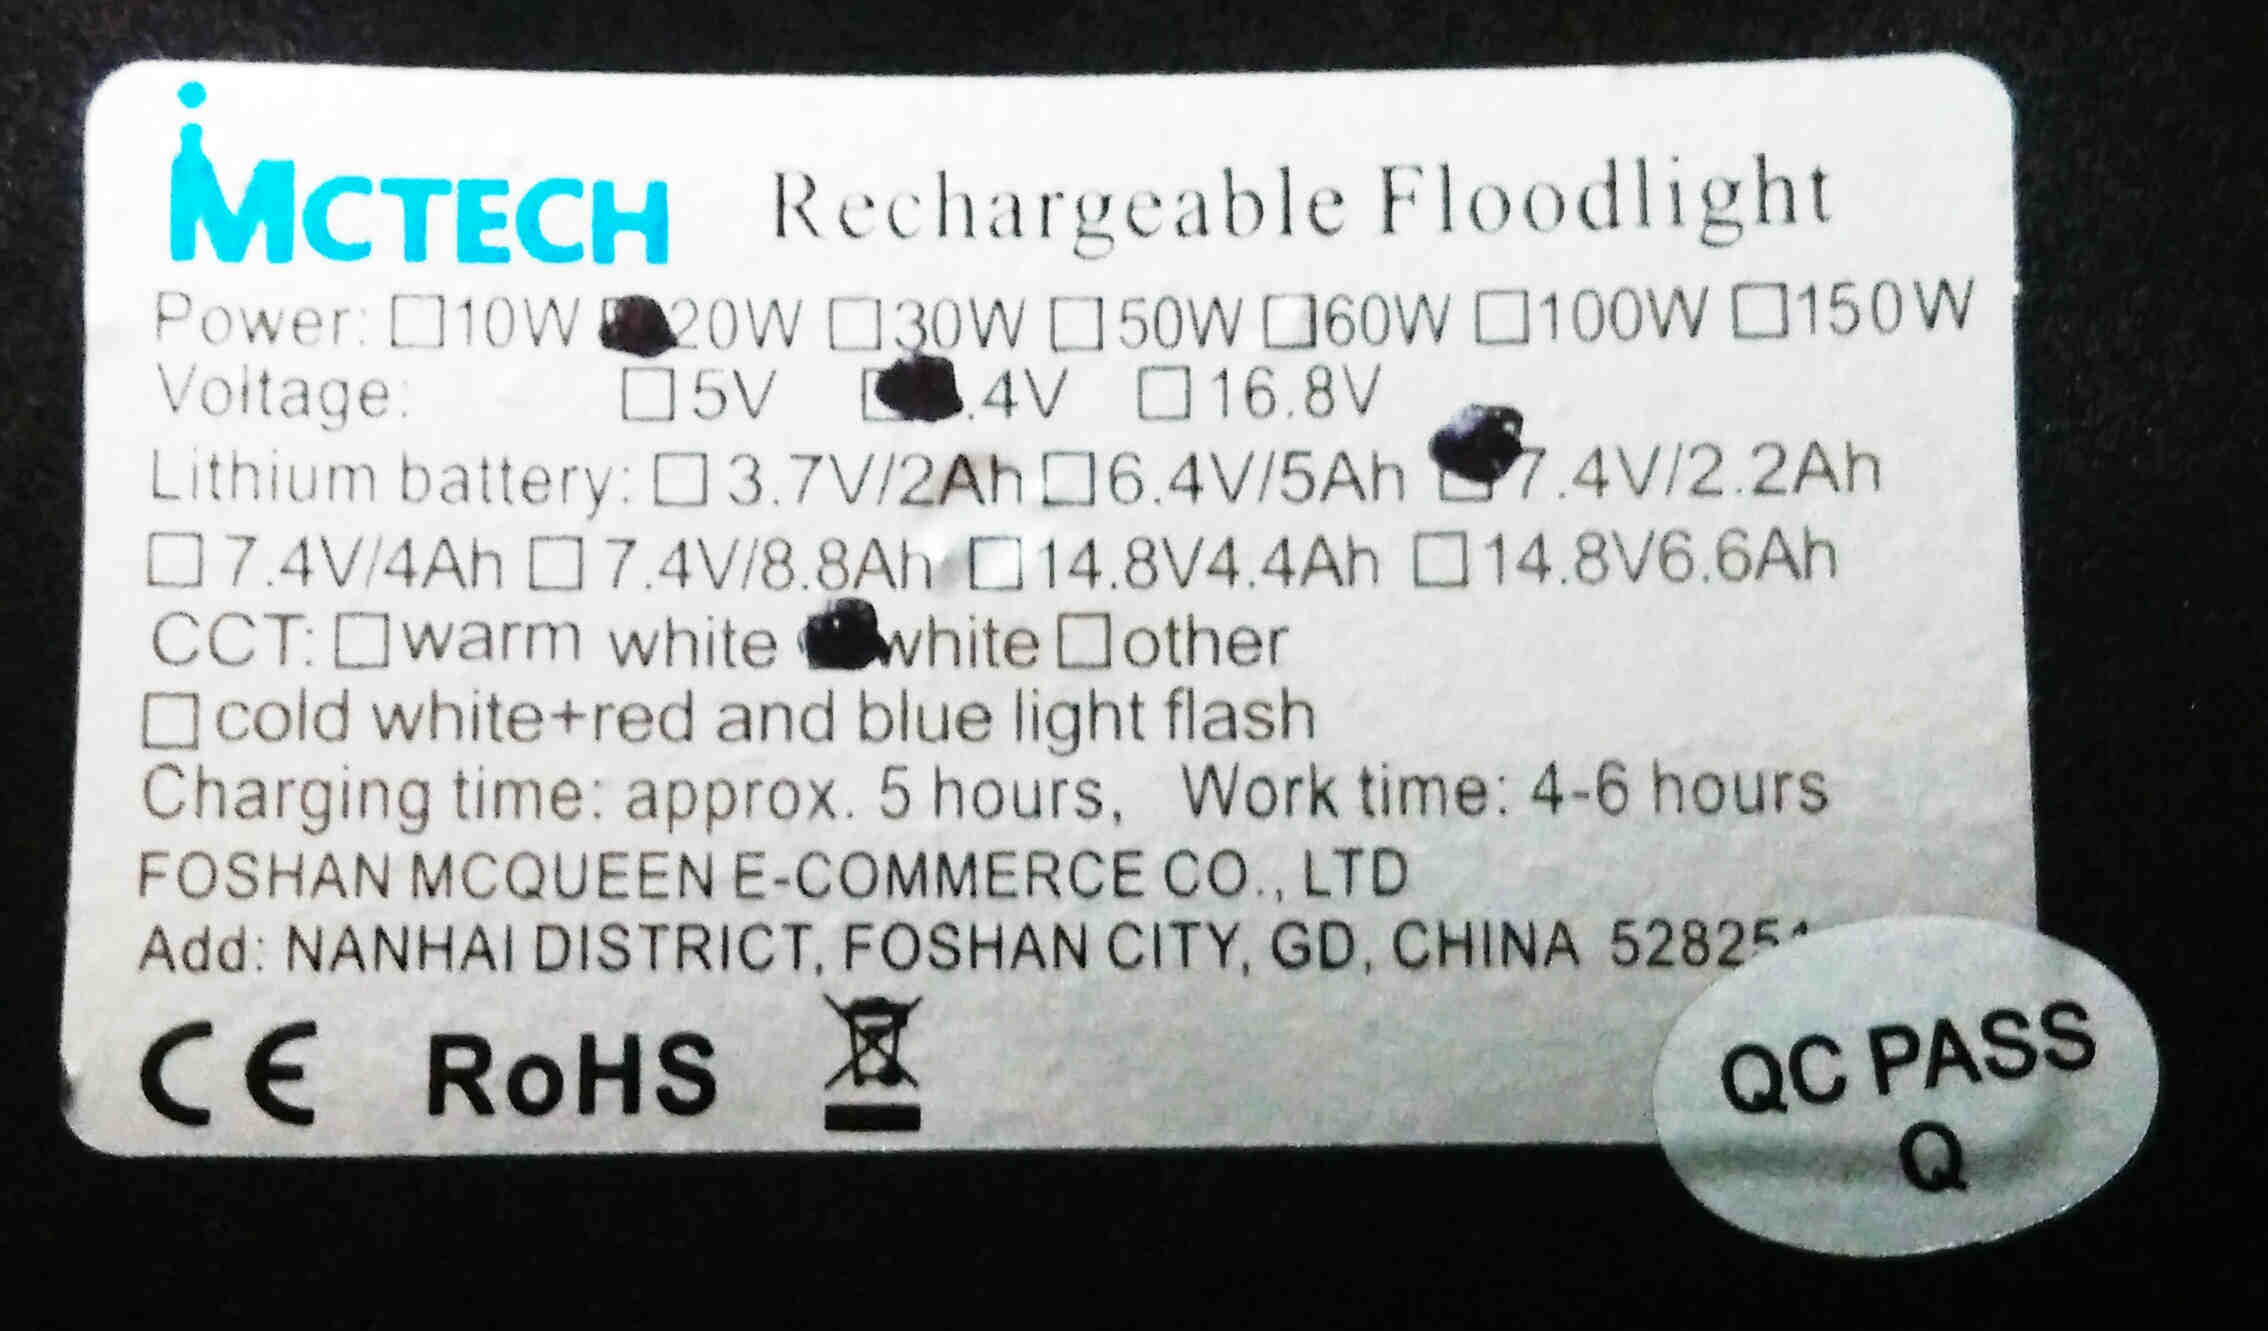 MCTECH Rechargeable Floodlight
Power: □10W 20W □30W □50W □60W □100W □150W
Voltage: □5V .4V □16.8V
Lithium battery: □3.7V/2Ah □6.4V/5Ah □7.4V/2.2Ah
□7.4V/4Ah □7.4V/8.8Ah □14.8V4.4Ah □14.8V6.6Ah
CCT: □warm white white □other
□cold white+red and blue light flash
Charging time: approx. 5 hours, Work time: 4-6 hours
FOSHAN MCQUEEN E-COMMERCE CO., LTD
Add: NANHAI DISTRICT, FOSHAN CITY, GD, CHINA
CE RoHS
QC PASS
Q